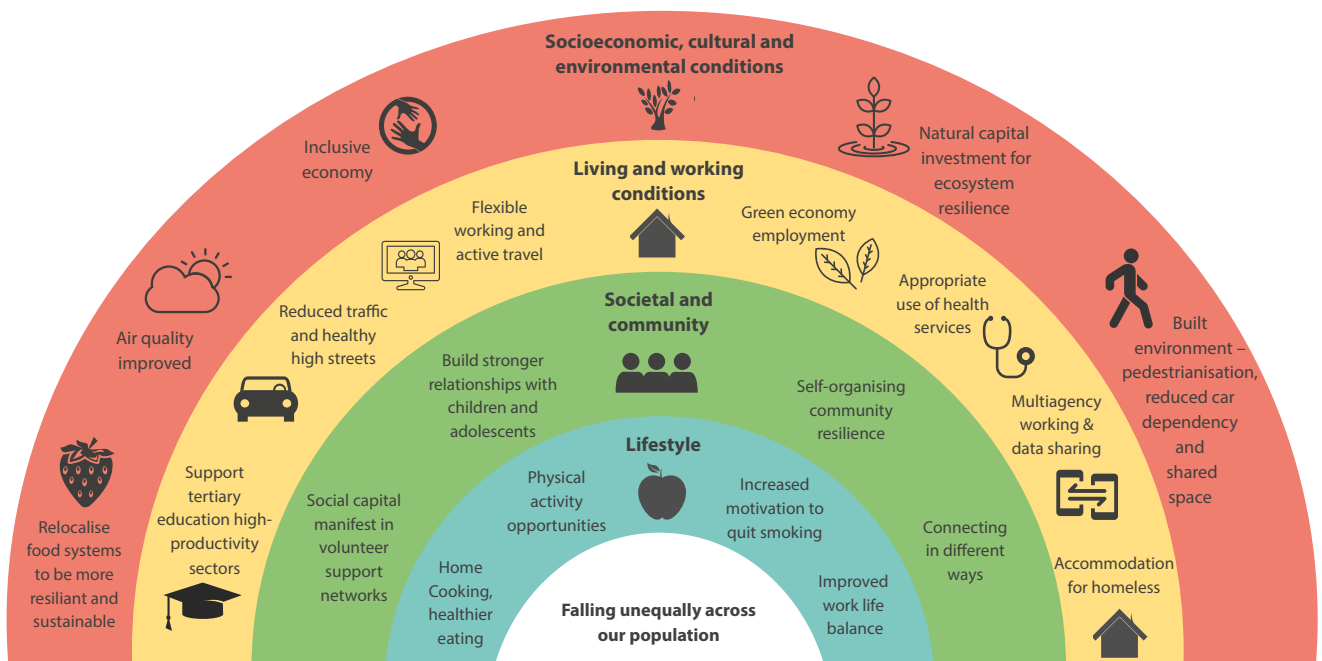 Socioeconomic, cultural and
environmental conditions
Inclusive
economy
Natural capital
investment for
ecosystem
resilience
Air quality
improved
Built
environment –
pedestrianisation,
reduced car
dependency
and
shared
space
Relocalise
food systems
to be more
resiliant and
sustainable
Living and working
conditions
Flexible
working and
active travel
Green economy
employment
Reduced traffic
and healthy
high streets
Appropriate
use of health
services
Support
tertiary
education high-
productivity
sectors
Multiagency
working &
data sharing
Accommodation
for homeless
Societal and
community
Build stronger
relationships with
children and
adolescents
Self-organising
community
resilience
Social capital
manifest in
volunteer
support
networks
Connecting
in different
ways
Lifestyle
Physical
activity
opportunities
Increased
motivation to
quit smoking
Home
Cooking,
healthier
eating
Improved
work life
balance
Falling unequally across
our population